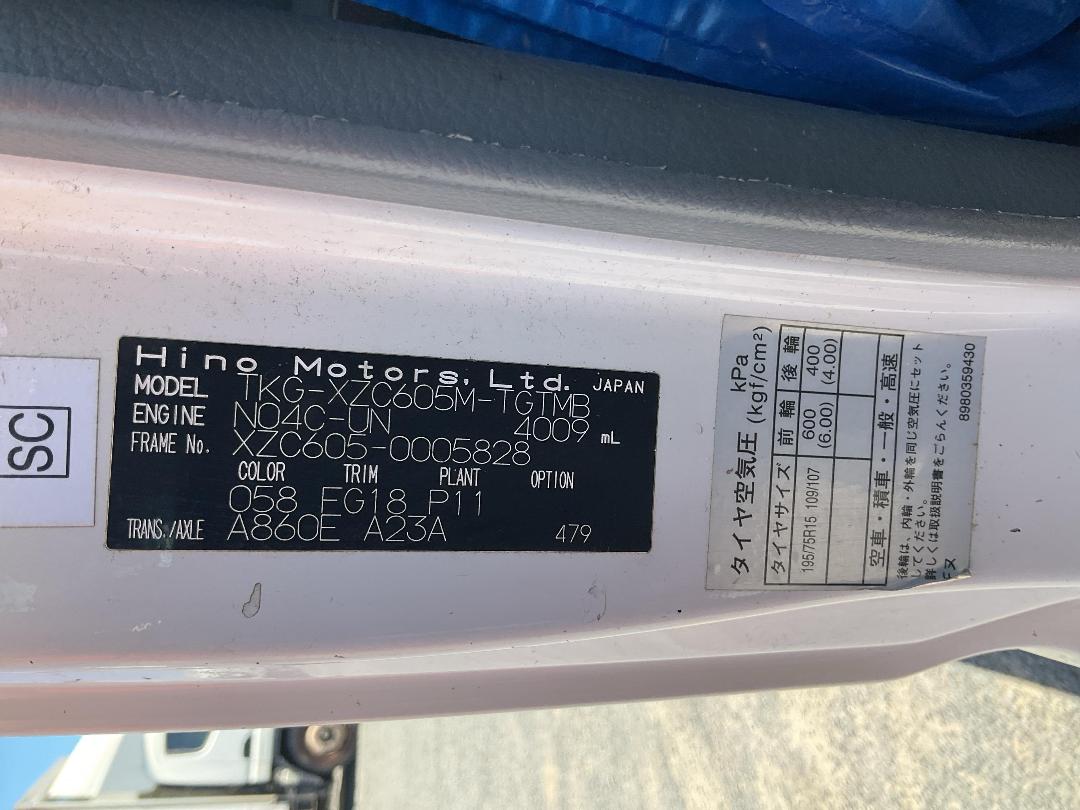 SC
Hino Motors, Ltd. JAPAN
MODEL TKG-XZC605M-TGTMB
ENGINE N04C-UN 4009 mL
FRAME No. XZC605-0005828
COLOR TRIM PLANT OPTION
058 FG18 P11
TRANS./AXLE A860E A23A 479
タイヤ空気圧 kPa (kgf/cm²)
タイヤサイズ 前輪 後輪
195/75R15 109/107 600 (6.00) 400 (4.00)
空車・積車・一般・高速
後輪は、内輪・外輪を同じ空気圧にセット
してください。
詳しくは取扱説明書をごらんください。
Fヌ 8980359430